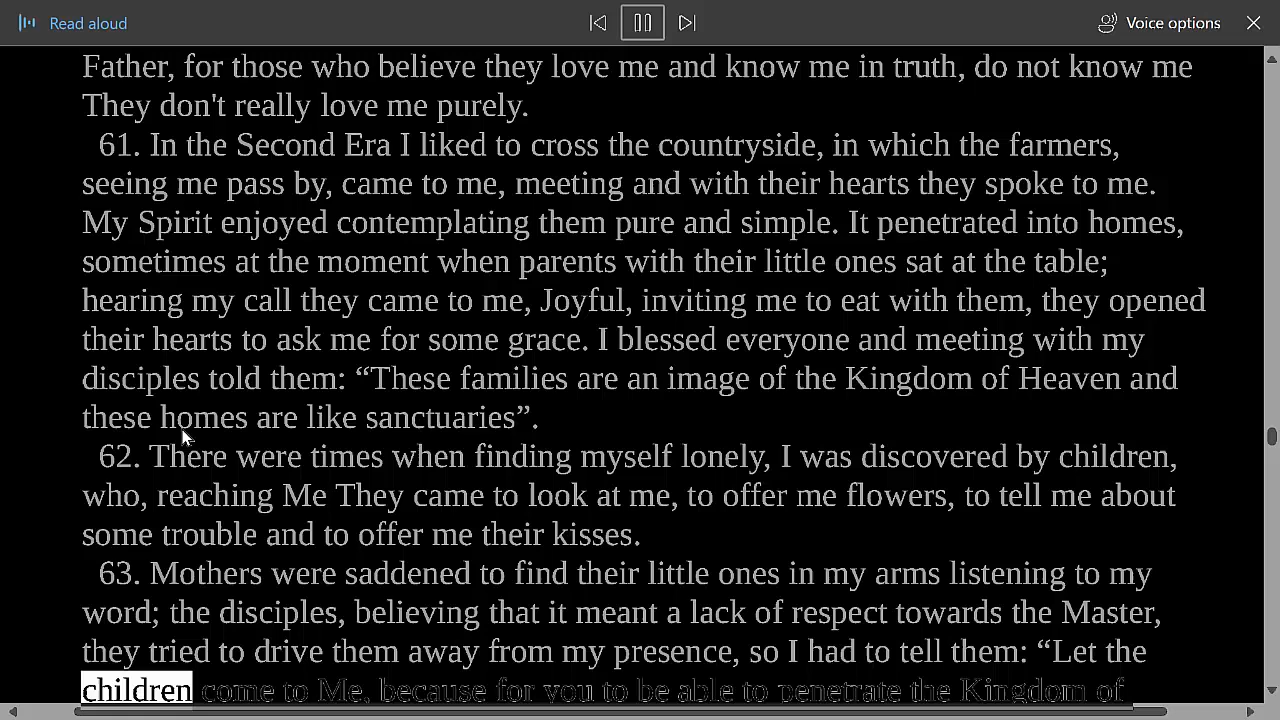 Read aloud
Voice options
Father, for those who believe they love me and know me in truth, do not know me
They don't really love me purely.
61. In the Second Era I liked to cross the countryside, in which the farmers,
seeing me pass by, came to me, meeting and with their hearts they spoke to me.
My Spirit enjoyed contemplating them pure and simple. It penetrated into homes,
sometimes at the moment when parents with their little ones sat at the table;
hearing my call they came to me, Joyful, inviting me to eat with them, they opened
their hearts to ask me for some grace. I blessed everyone and meeting with my
disciples told them: “These families are an image of the Kingdom of Heaven and
these homes are like sanctuaries”.
62. There were times when finding myself lonely, I was discovered by children,
who, reaching Me They came to look at me, to offer me flowers, to tell me about
some trouble and to offer me their kisses.
63. Mothers were saddened to find their little ones in my arms listening to my
word; the disciples, believing that it meant a lack of respect towards the Master,
they tried to drive them away from my presence, so I had to tell them: “Let the
children come to Me, because for you to be able to penetrate the Kingdom of